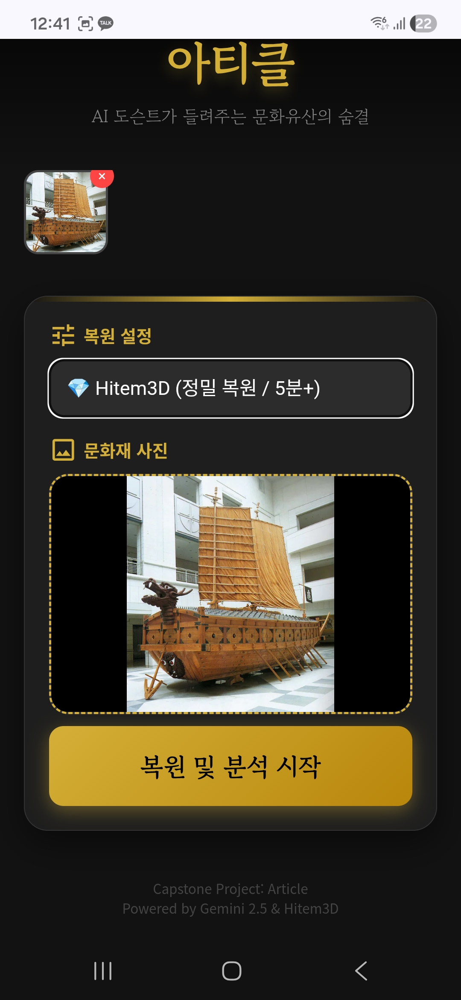 12:41
TALK
6
22
아티클
AI 도슨트가 들려주는 문화유산의 숨결
×
복원 설정
Hitem3D (정밀 복원 / 5분+)
문화재 사진
복원 및 분석 시작
Capstone Project: Article
Powered by Gemini 2.5 & Hitem3D